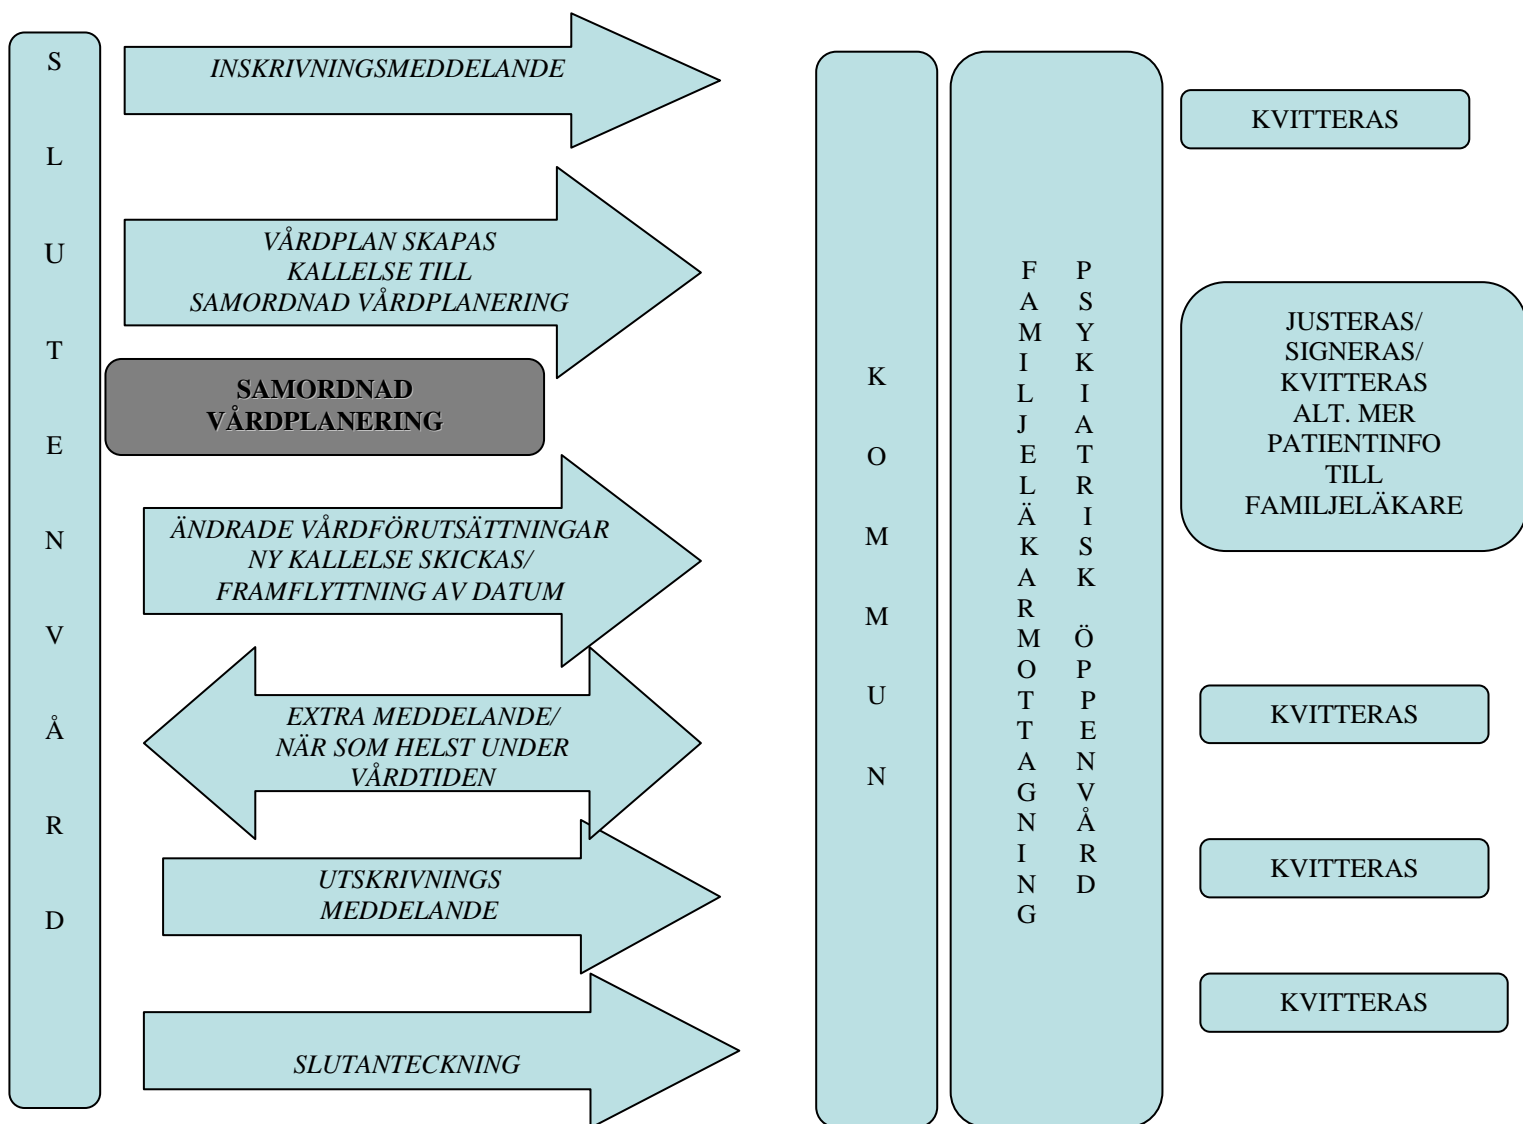 SLUTENVÅRD
INSKRIVNINGSMEDDELANDE
VÅRDPLAN SKAPAS
KALLELSE TILL
SAMORDNAD VÅRDPLANERING
SAMORDNAD
VÅRDPLANERING
ÄNDRADE VÅRDFÖRUTSÄTTNINGAR
NY KALLELSE SKICKAS/
FRAMFLYTTNING AV DATUM
EXTRA MEDDELANDE/
NÄR SOM HELST UNDER
VÅRDTIDEN
UTSKRIVNINGS
MEDDELANDE
SLUTANTECKNING
KOMMUN
FAMILJELÄKARMOTTAGNING
PSYKIATRISK ÖPPENVÅRD
KVITTERAS
JUSTERAS/
SIGNERAS/
KVITTERAS
ALT. MER
PATIENTINFO
TILL
FAMILJELÄKARE
KVITTERAS
KVITTERAS
KVITTERAS